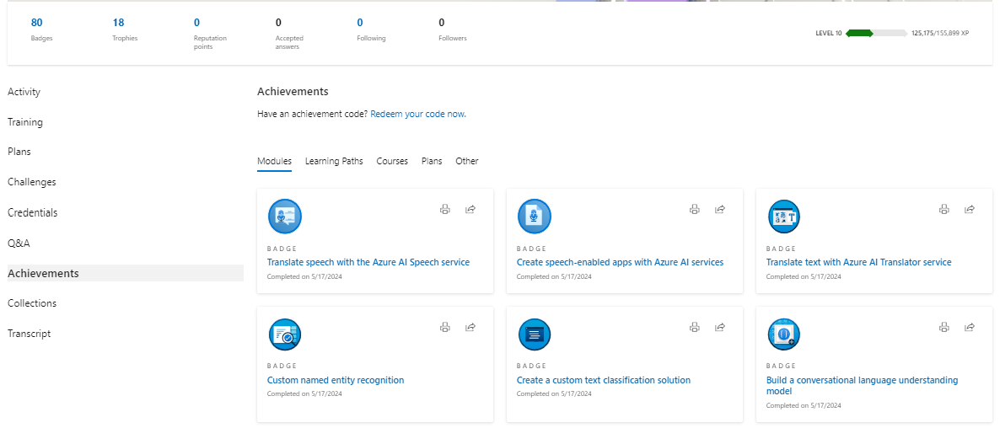 80
Badges
18
Trophies
0
Reputation
points
0
Accepted
answers
0
Following
0
Followers
LEVEL 10
125,175/155,899 XP
Activity
Training
Plans
Challenges
Credentials
Q&A
Achievements
Collections
Transcript
Achievements
Have an achievement code? Redeem your code now.
Modules Learning Paths Courses Plans Other
BADGE
Translate speech with the Azure AI Speech service
Completed on 5/17/2024
BADGE
Create speech-enabled apps with Azure AI services
Completed on 5/17/2024
BADGE
Translate text with Azure AI Translator service
Completed on 5/17/2024
BADGE
Custom named entity recognition
Completed on 5/17/2024
BADGE
Create a custom text classification solution
Completed on 5/17/2024
BADGE
Build a conversational language understanding
model
Completed on 5/17/2024